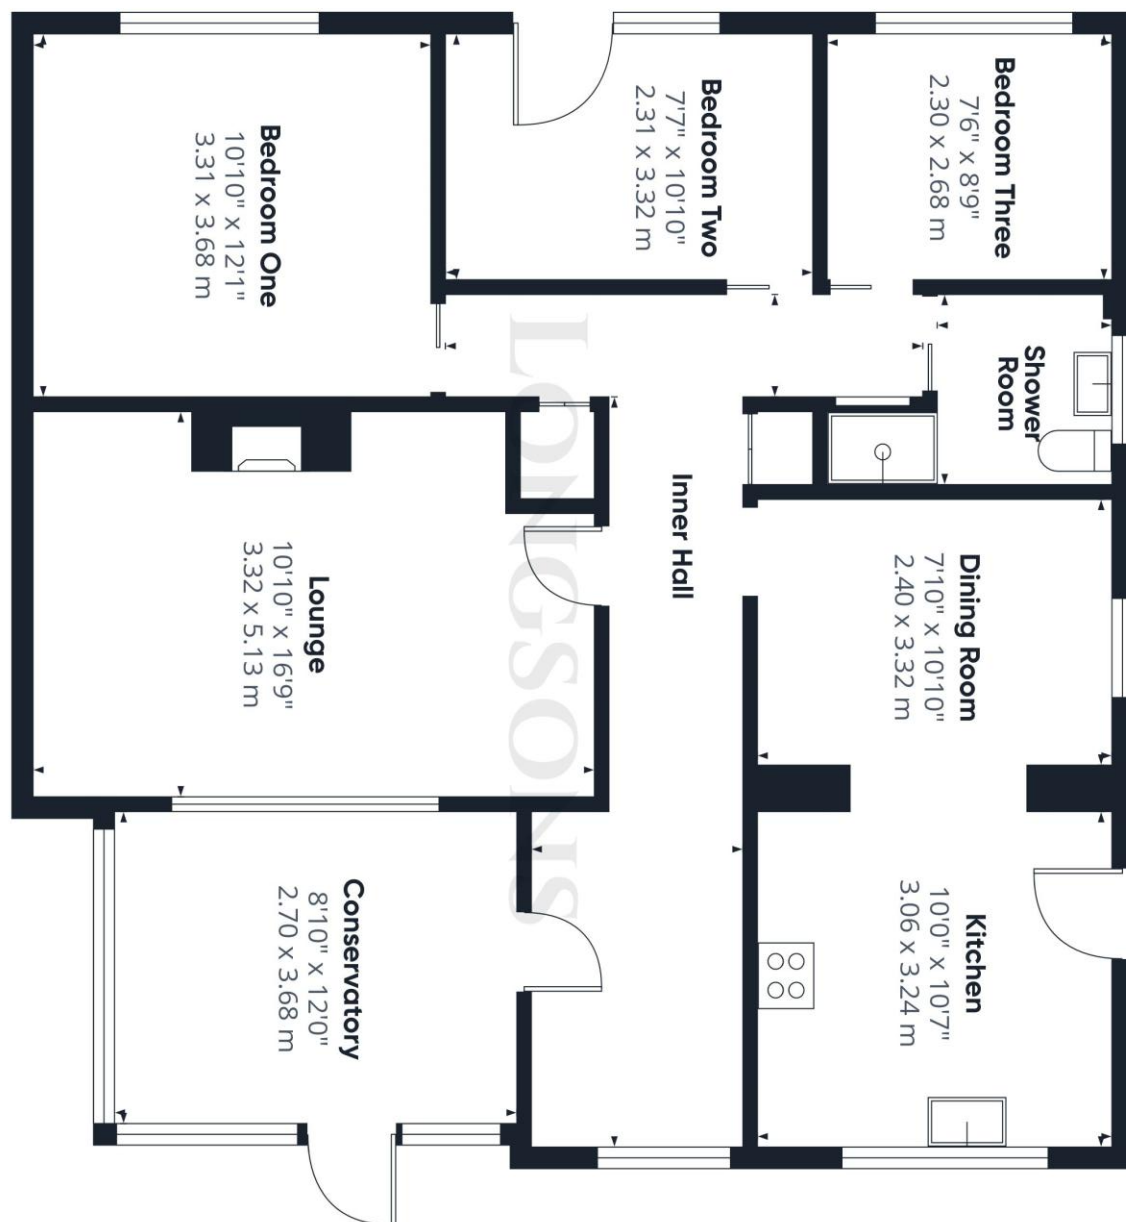 Bedroom Three
7'6" x 8'9"
2.30 x 2.68 m
Bedroom Two
7'7" x 10'10"
2.31 x 3.32 m
Bedroom One
10'10" x 12'1"
3.31 x 3.68 m
Shower
Room
Inner Hall
Dining Room
7'10" x 10'10"
2.40 x 3.32 m
Lounge
10'10" x 16'9"
3.32 x 5.13 m
Kitchen
10'0" x 10'7"
3.06 x 3.24 m
Conservatory
8'10" x 12'0"
2.70 x 3.68 m
LONGSONS